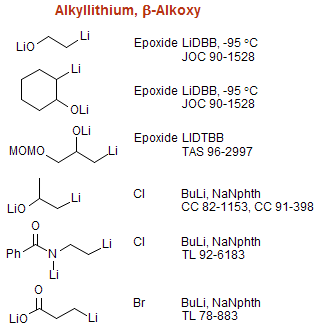 Alkyllithium, β-Alkoxy
LiO Li
Epoxide LiDBB, -95 °C
JOC 90-1528
Li
OLi
Epoxide LiDBB, -95 °C
JOC 90-1528
OLi
MOMO Li
Epoxide LIDTBB
TAS 96-2997
LiO Li
Cl BuLi, NaNphth
CC 82-1153, CC 91-398
O
Ph N Li
Li
Cl BuLi, NaNphth
TL 92-6183
O
LiO Li
Br BuLi, NaNphth
TL 78-883